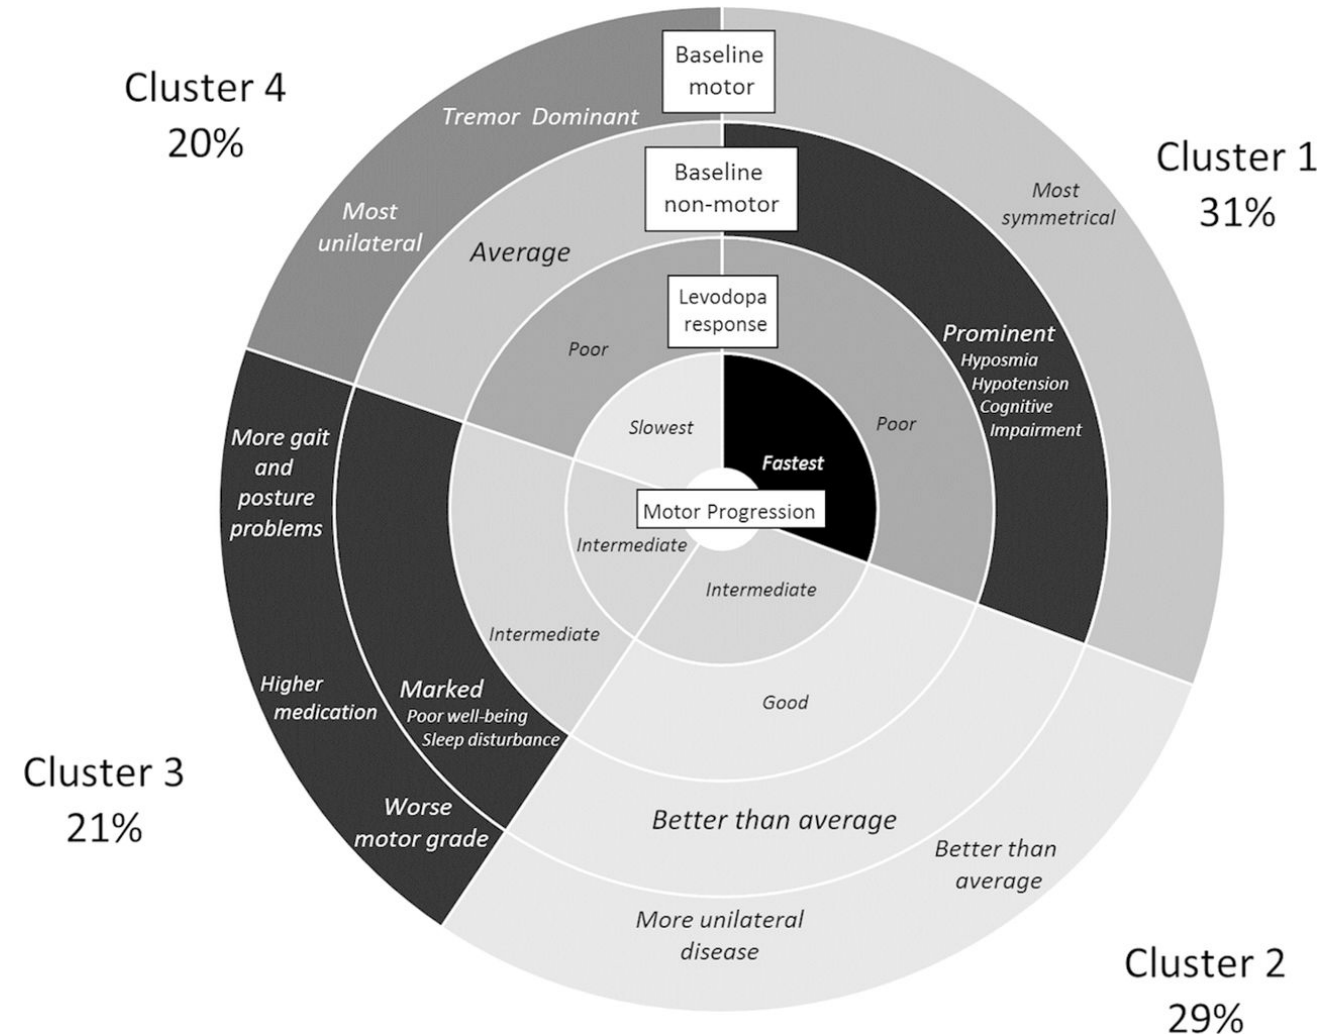 Cluster 4
20%
Cluster 1
31%
Cluster 3
21%
Cluster 2
29%
Baseline
motor
Baseline
non-motor
Levodopa
response
Motor Progression
Tremor Dominant
Most
unilateral
Average
Poor
Slowest
Most
symmetrical
Prominent
Hyposmia
Hypotension
Cognitive
Impairment
Poor
Fastest
More gait
and
posture
problems
Higher
medication
Worse
motor grade
Marked
Poor well-being
Sleep disturbance
Intermediate
Intermediate
Intermediate
Good
Better than average
Better than
average
More unilateral
disease